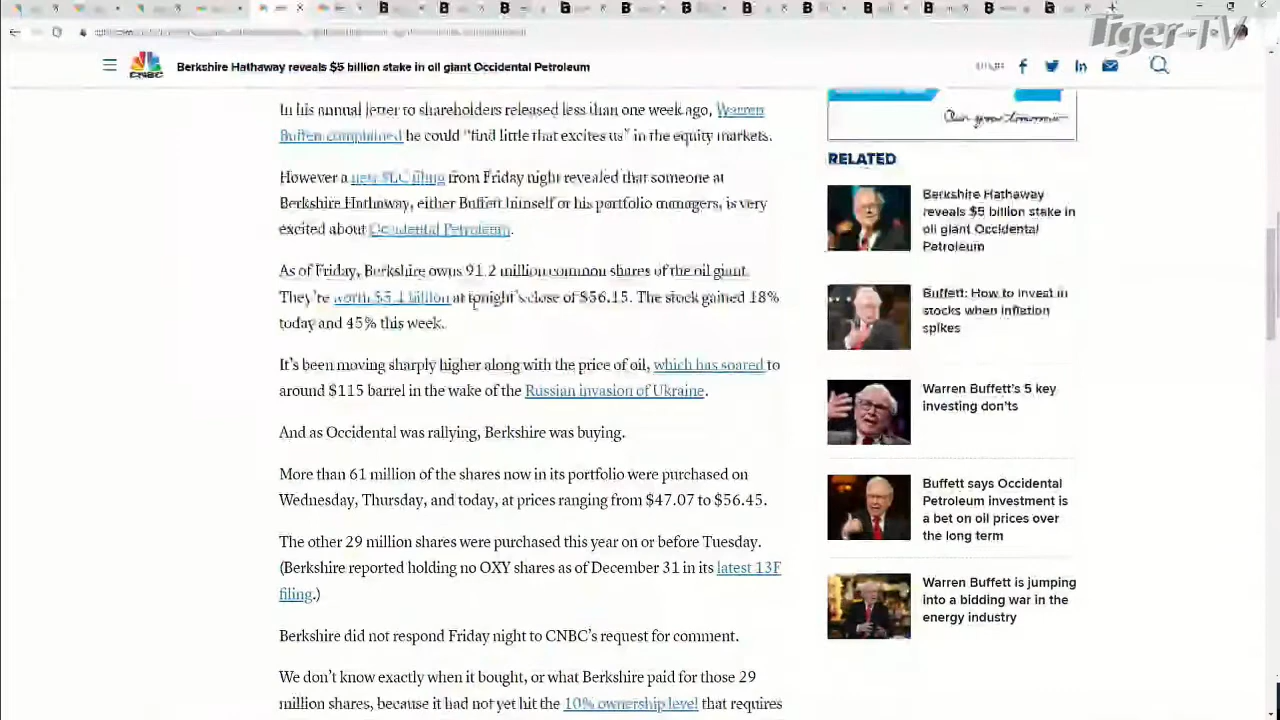 Tiger-TV
CNBC
Berkshire Hathaway reveals $5 billion stake in oil giant Occidental Petroleum
In his annual letter to shareholders released less than one week ago, Warren
Buffett complained he could "find little that excites us" in the equity markets.
However a new SEC filing from Friday night revealed that someone at
Berkshire Hathaway, either Buffett himself or his portfolio managers, is very
excited about Occidental Petroleum.
As of Friday, Berkshire owns 91.2 million common shares of the oil giant.
They're worth $5.1 billion at tonight's close of $56.15. The stock gained 18%
today and 45% this week.
It's been moving sharply higher along with the price of oil, which has soared to
around $115 barrel in the wake of the Russian invasion of Ukraine.
And as Occidental was rallying, Berkshire was buying.
More than 61 million of the shares now in its portfolio were purchased on
Wednesday, Thursday, and today, at prices ranging from $47.07 to $56.45.
The other 29 million shares were purchased this year on or before Tuesday.
(Berkshire reported holding no OXY shares as of December 31 in its latest 13F
filing.)
Berkshire did not respond Friday night to CNBC's request for comment.
We don't know exactly when it bought, or what Berkshire paid for those 29
million shares, because it had not yet hit the 10% ownership level that requires
Own your tomorrow
RELATED
Berkshire Hathaway
reveals $5 billion stake in
oil giant Occidental
Petroleum
Buffett: How to invest in
stocks when inflation
spikes
Warren Buffett's 5 key
investing don'ts
Buffett says Occidental
Petroleum investment is
a bet on oil prices over
the long term
Warren Buffett is jumping
into a bidding war in the
energy industry